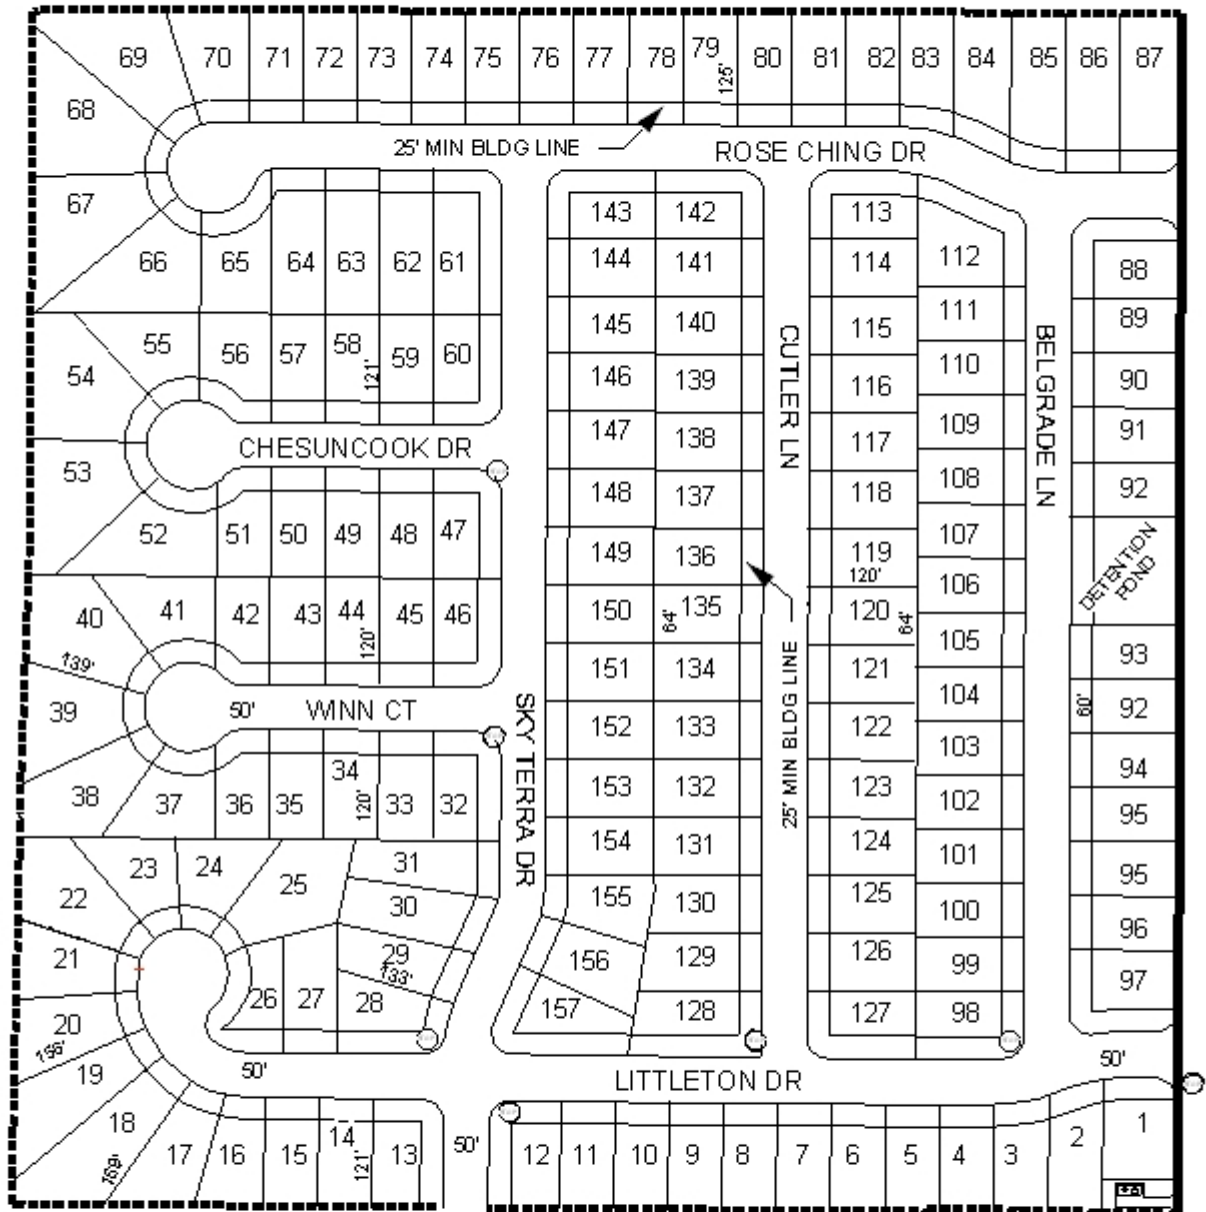 69 70 71 72 73 74 75 76 77 78 79 80 81 82 83 84 85 86 87
125'
68
25' MIN BLDG LINE
ROSE CHING DR
67
143 142 113
66 65 64 63 62 61 144 141 114 112 88
55 56 57 58 59 60 145 140 115 111 89
121'
54 146 139 116 110 90
CUTLER LN
BELGRADE LN
147 138 117 109 91
CHESUNCOOK DR
53 148 137 118 108 92
52 51 50 49 48 47 149 136 119 107
120'
DETENTION
POND
106
40 41 42 43 44 45 46 150 135 120 105
120'
64'
64'
139'
151 134 121 93
39
50'
WINN CT
SKY TERRA DR
25' MIN BLDG LINE
104
60'
92
152 133 122 103
38 37 36 35 34 33 32 153 132 123 102 94
120'
95
23 24 25 31 154 131 124 101
22 30 155 130 125 100 95
96
21 29 156 129 126 99 97
133'
26 27 28 157 128 127 98
20
156'
19
50'
LITTLETON DR
50'
18 17 16 15 14 13 12 11 10 9 8 7 6 5 4 3 2 1
169'
121'
50'